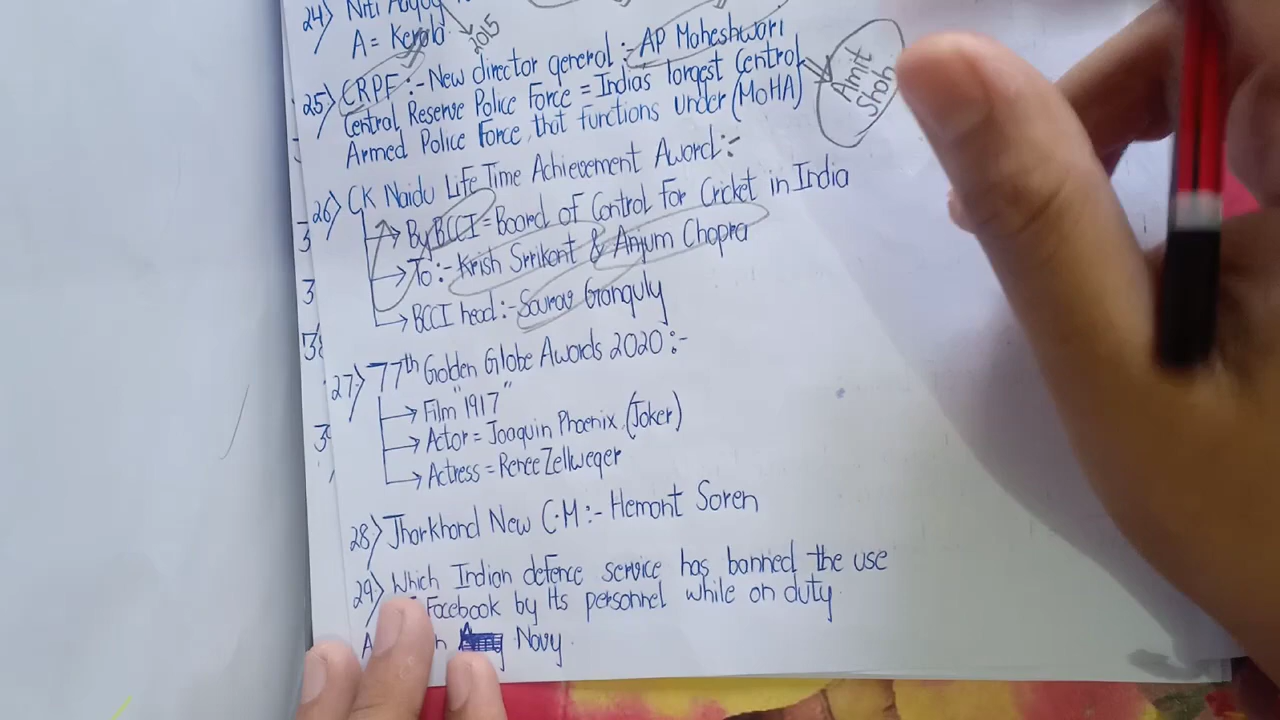 24) Niti Aayog
A = Kerala
2015
25) CRPF :- New director general :- AP Maheshwari
Central Reserve Police Force = Indias largest Central
Armed Police Force that functions under (MoHA)
Amit
Shah
26) CK Naidu Life Time Achievement Award :-
By BCCI = Board of Control For Cricket in India
To :- Krish Srrikant & Anjum Chopra
BCCI head :- Sourav Ganguly
27) 77th Golden Globe Awards 2020 :-
Film "1917"
Actor = Joaquin Phoenix (Joker)
Actress = Renee Zellweger
28) Jharkhand New C.M :- Hemant Soren
29) Which Indian defence service has banned the use
Facebook by its personnel while on duty
Navy